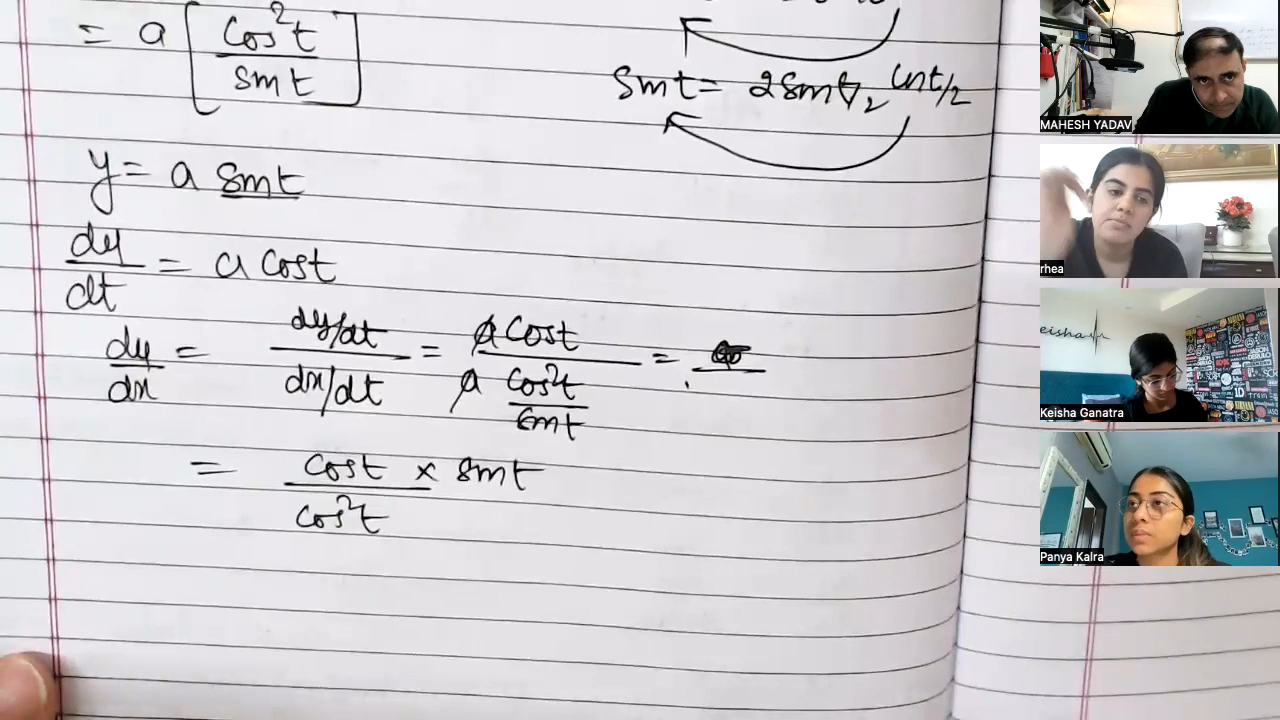 = a [ cos²t / sin t ]
sin t = 2 sin t/2 cos t/2
y = a sin t
dy/dt = a cos t
dy/dx = (dy/dt) / (dx/dt) = a cos t / (a cos²t / sin t) =
= cos t / cos²t × sin t
MAHESH YADAV
rhea
eisha
Keisha Ganatra
Panya Kalra